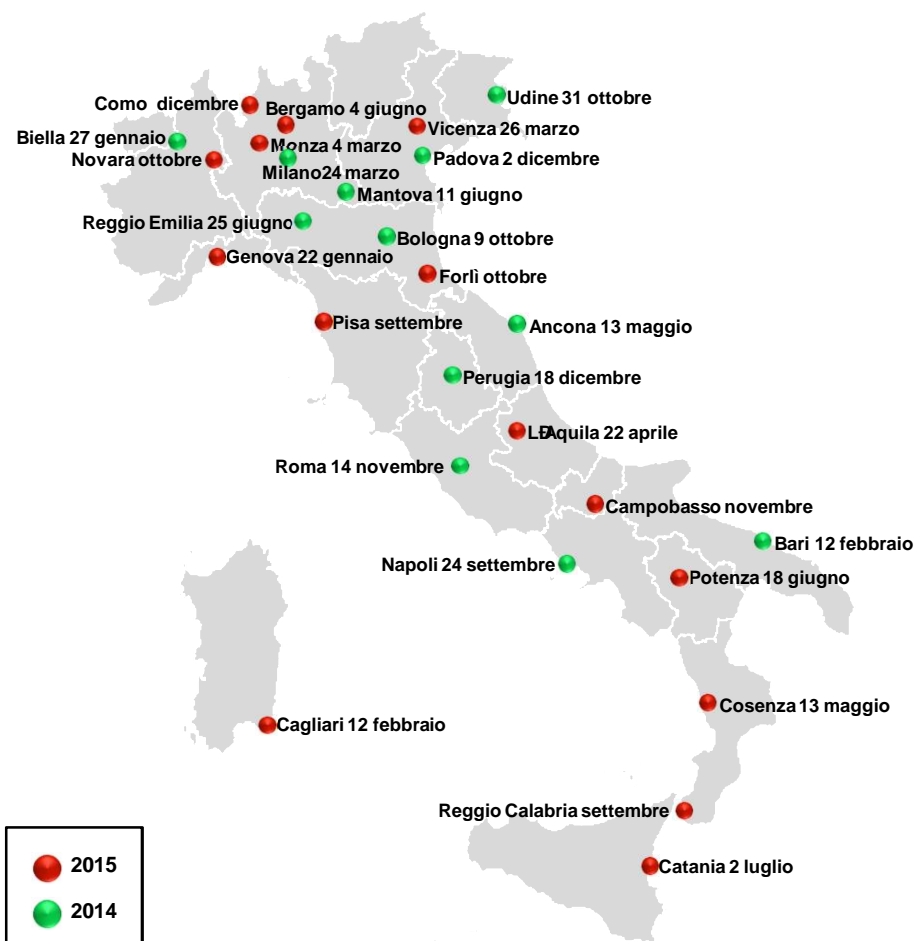 Udine 31 ottobre
Como dicembre
Bergamo 4 giugno
Vicenza 26 marzo
Biella 27 gennaio
Monza 4 marzo
Novara ottobre
Padova 2 dicembre
Milano24 marzo
Mantova 11 giugno
Reggio Emilia 25 giugno
Bologna 9 ottobre
Genova 22 gennaio
Forlì ottobre
Pisa settembre
Ancona 13 maggio
Perugia 18 dicembre
LÐAquila 22 aprile
Roma 14 novembre
Campobasso novembre
Bari 12 febbraio
Napoli 24 settembre
Potenza 18 giugno
Cosenza 13 maggio
Cagliari 12 febbraio
Reggio Calabria settembre
Catania 2 luglio
2015
2014